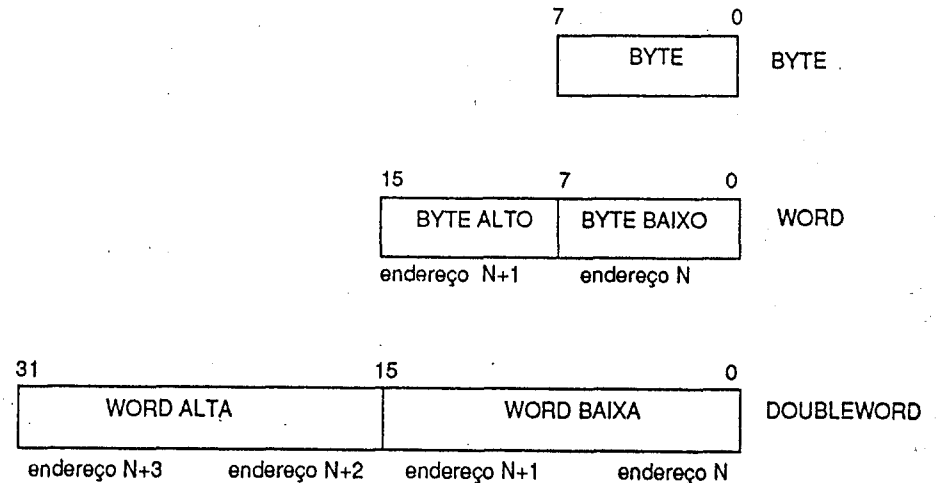 7 0
BYTE BYTE
15 7 0
BYTE ALTO BYTE BAIXO WORD
endereço N+1 endereço N
31 15 0
WORD ALTA WORD BAIXA DOUBLEWORD
endereço N+3 endereço N+2 endereço N+1 endereço N